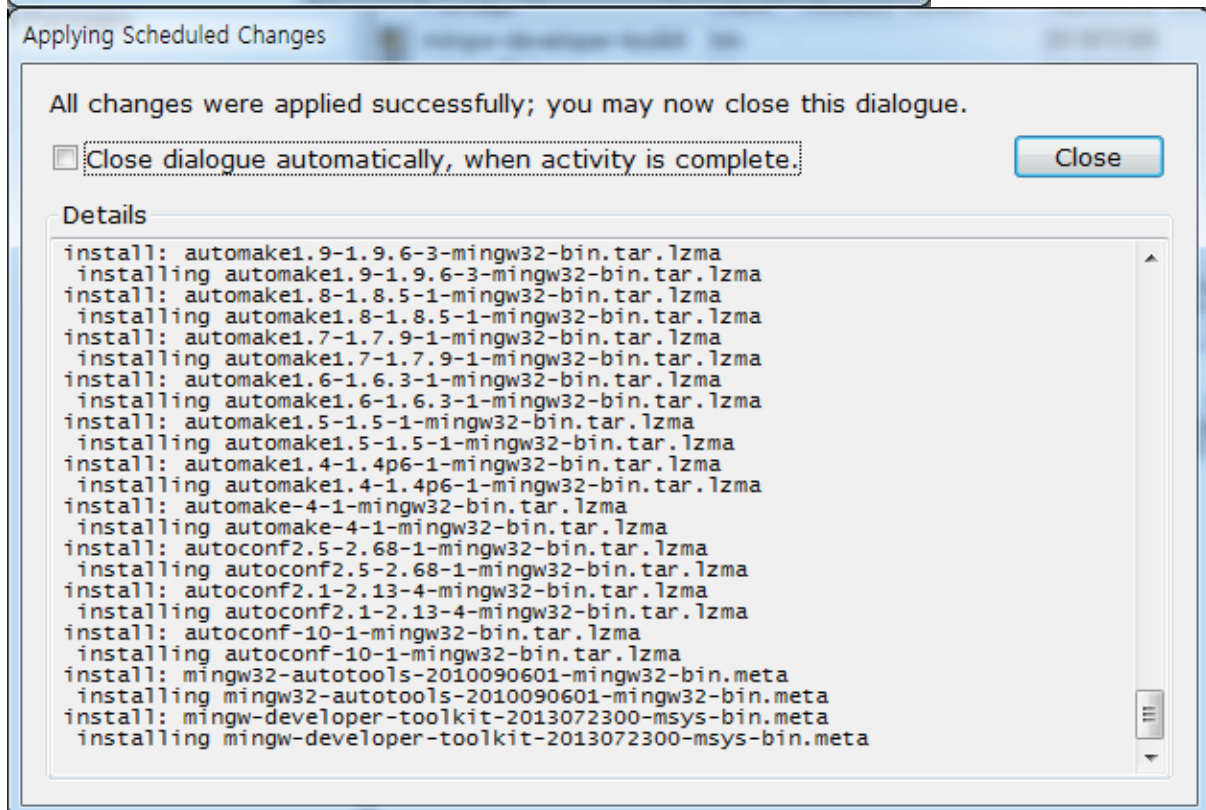 Applying Scheduled Changes
All changes were applied successfully; you may now close this dialogue.
Close dialogue automatically, when activity is complete.
Close
Details
install: automake1.9-1.9.6-3-mingw32-bin.tar.lzma
installing automake1.9-1.9.6-3-mingw32-bin.tar.lzma
install: automake1.8-1.8.5-1-mingw32-bin.tar.lzma
installing automake1.8-1.8.5-1-mingw32-bin.tar.lzma
install: automake1.7-1.7.9-1-mingw32-bin.tar.lzma
installing automake1.7-1.7.9-1-mingw32-bin.tar.lzma
install: automake1.6-1.6.3-1-mingw32-bin.tar.lzma
installing automake1.6-1.6.3-1-mingw32-bin.tar.lzma
install: automake1.5-1.5-1-mingw32-bin.tar.lzma
installing automake1.5-1.5-1-mingw32-bin.tar.lzma
install: automake1.4-1.4p6-1-mingw32-bin.tar.lzma
installing automake1.4-1.4p6-1-mingw32-bin.tar.lzma
install: automake-4-1-mingw32-bin.tar.lzma
installing automake-4-1-mingw32-bin.tar.lzma
install: autoconf2.5-2.68-1-mingw32-bin.tar.lzma
installing autoconf2.5-2.68-1-mingw32-bin.tar.lzma
install: autoconf2.1-2.13-4-mingw32-bin.tar.lzma
installing autoconf2.1-2.13-4-mingw32-bin.tar.lzma
install: autoconf-10-1-mingw32-bin.tar.lzma
installing autoconf-10-1-mingw32-bin.tar.lzma
install: mingw32-autotools-2010090601-mingw32-bin.meta
installing mingw32-autotools-2010090601-mingw32-bin.meta
install: mingw-developer-toolkit-2013072300-msys-bin.meta
installing mingw-developer-toolkit-2013072300-msys-bin.meta